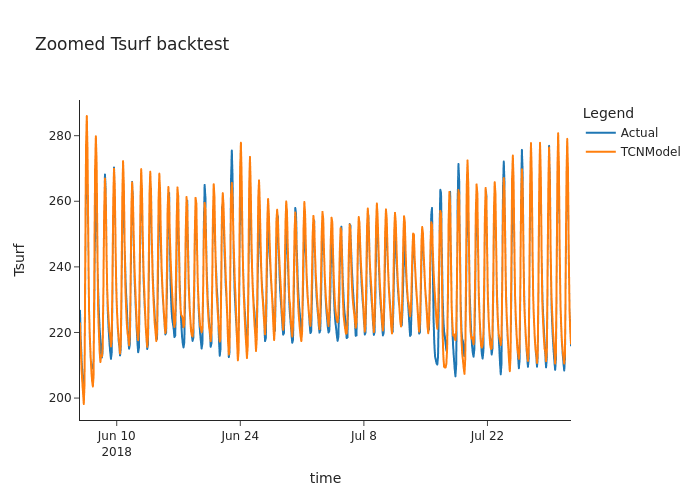 Zoomed Tsurf backtest
Legend
Actual
TCNModel
Tsurf
280
260
240
220
200
Jun 10
2018
Jun 24
Jul 8
Jul 22
time